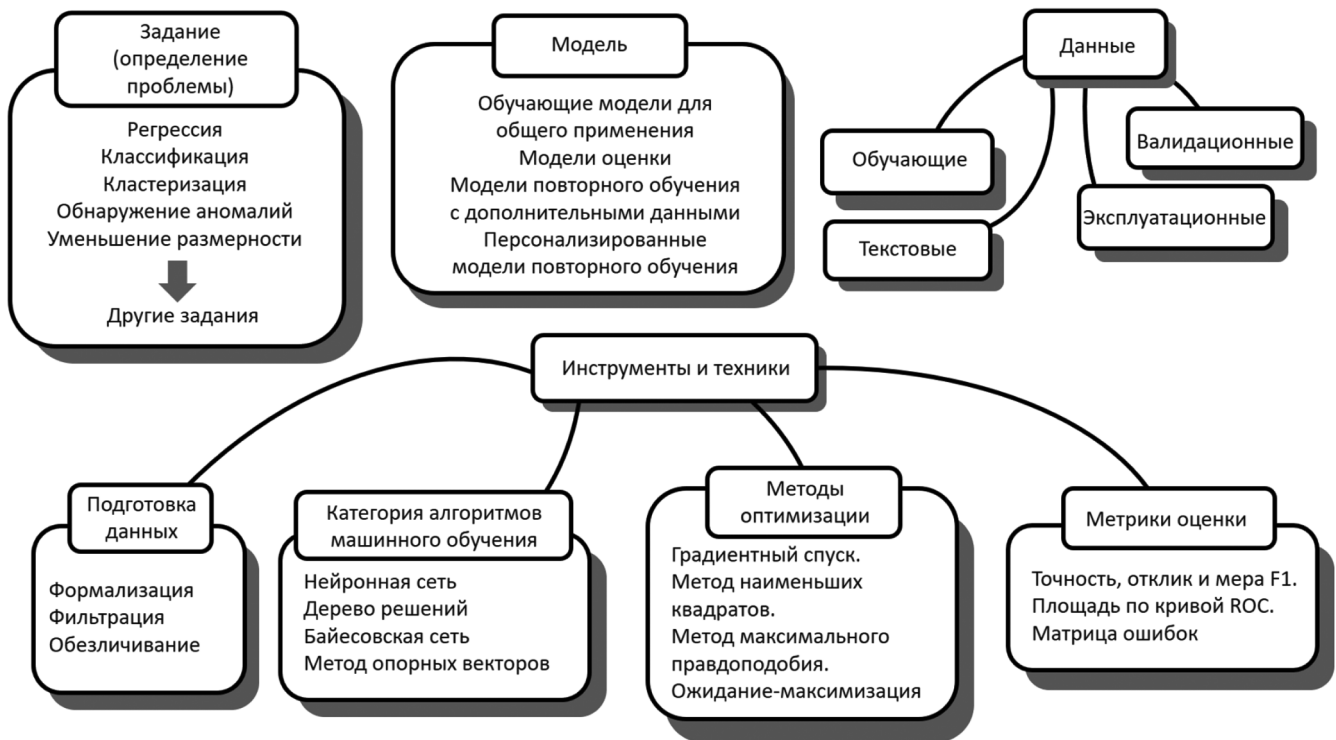 Задание
(определение
проблемы)
Регрессия
Классификация
Кластеризация
Обнаружение аномалий
Уменьшение размерности
Другие задания
Модель
Обучающие модели для
общего применения
Модели оценки
Модели повторного обучения
с дополнительными данными
Персонализированные
модели повторного обучения
Данные
Обучающие
Текстовые
Валидационные
Эксплуатационные
Инструменты и техники
Подготовка
данных
Формализация
Фильтрация
Обезличивание
Категория алгоритмов
машинного обучения
Нейронная сеть
Дерево решений
Байесовская сеть
Метод опорных векторов
Методы
оптимизации
Градиентный спуск.
Метод наименьших
квадратов.
Метод максимального
правдоподобия.
Ожидание-максимизация
Метрики оценки
Точность, отклик и мера F1.
Площадь по кривой ROC.
Матрица ошибок